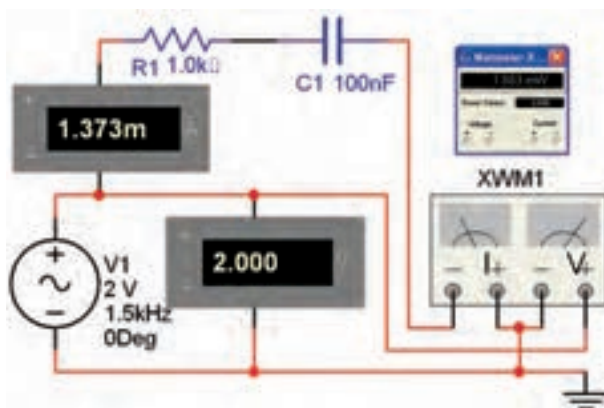 R1 1.0kΩ
C1 100nF
1.373m
XWM1
V1
2 V
1.5kHz
0Deg
2.000
− I+ − V+
+
−